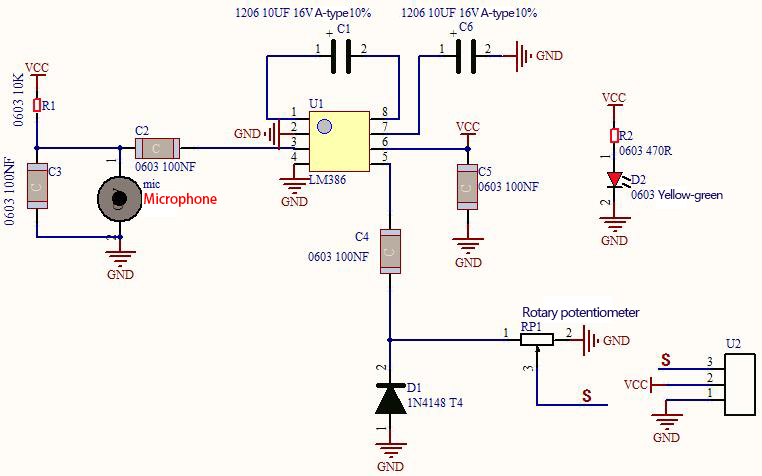 1206 10UF 16V A-type10%
1206 10UF 16V A-type10%
+ C1
1 2
+ C6
1 2
GND
VCC
0603 10K
R1
U1
1 8
2 7
3 6
4 5
GND
LM386
GND
VCC
C2
C
0603 100NF
C3
C
0603 100NF
1
mic
Microphone
2
GND
C5
C
0603 100NF
GND
VCC
R2
0603 470R
1
D2
0603 Yellow-green
2
GND
C4
C
0603 100NF
Rotary potentiometer
RP1
1 2
GND
3
S
2
D1
1N4148 T4
1
GND
U2
S 3
VCC 2
1
GND